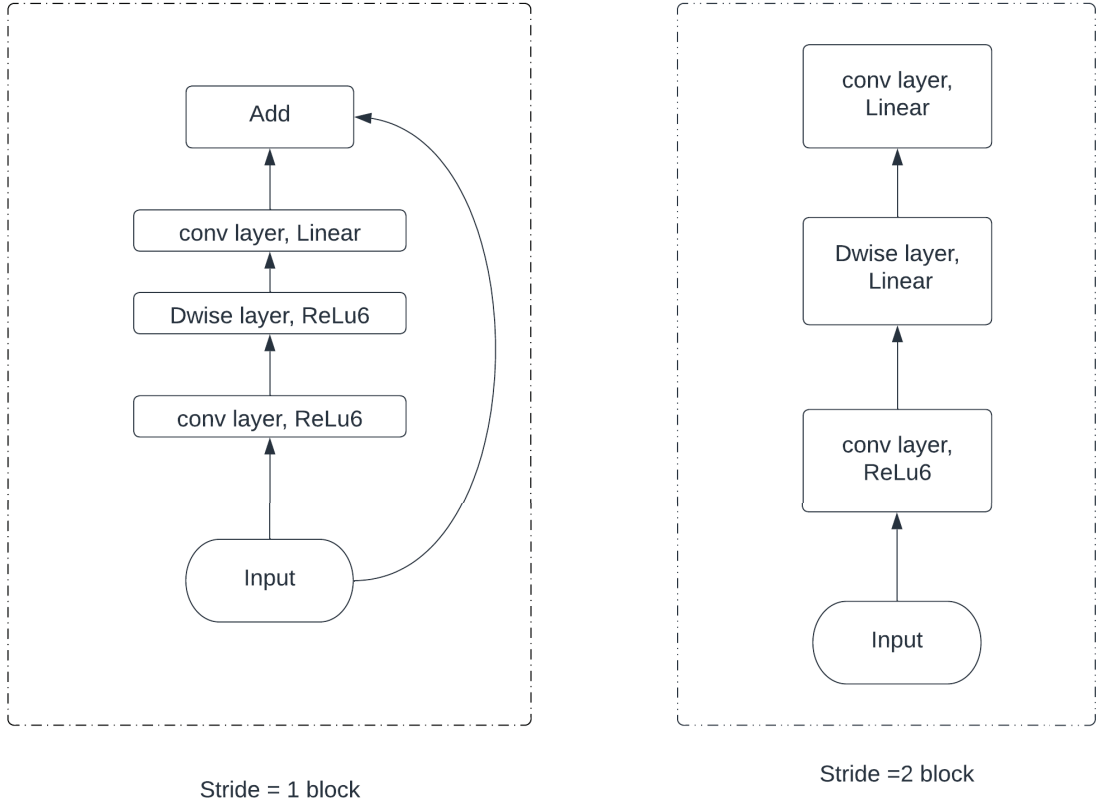 Add
conv layer, Linear
Dwise layer, ReLu6
conv layer, ReLu6
Input
Stride = 1 block
conv layer,
Linear
Dwise layer,
Linear
conv layer,
ReLu6
Input
Stride =2 block